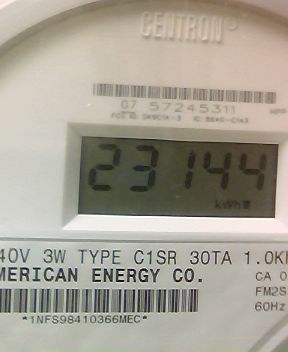 CENTRON®
07 57245311
23144
kWh
40V 3W TYPE C1SR 30TA 1.0K
MERICAN ENERGY CO.
CA 0
FM2S
60Hz
*1NFS98410366MEC*